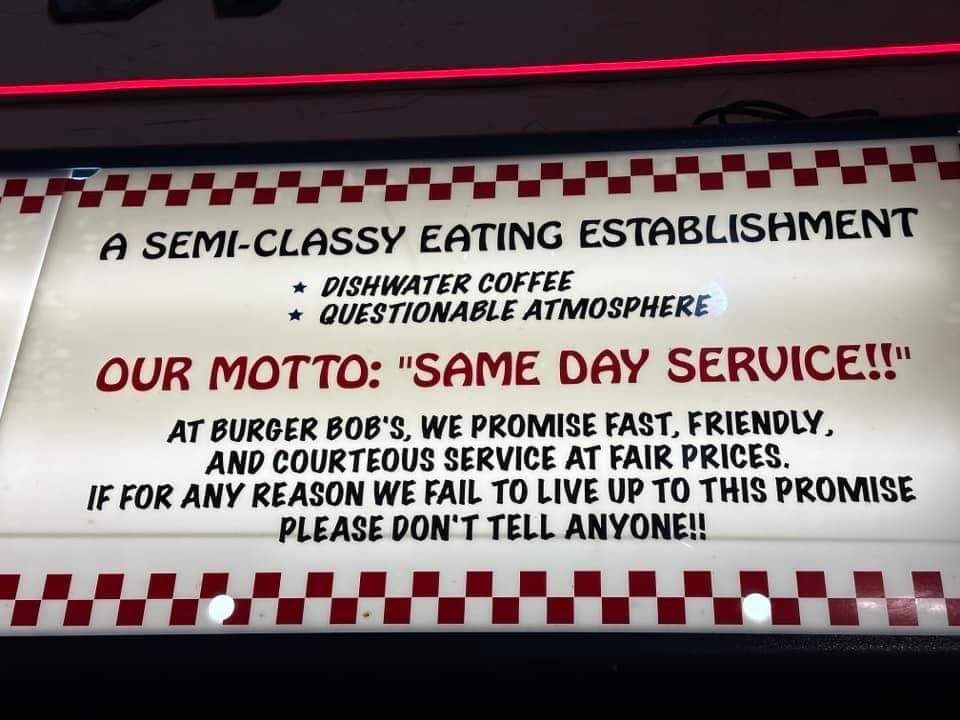 A SEMI-CLASSY EATING ESTABLISHMENT
★ DISHWATER COFFEE
★ QUESTIONABLE ATMOSPHERE
OUR MOTTO: "SAME DAY SERVICE!!"
AT BURGER BOB'S, WE PROMISE FAST, FRIENDLY,
AND COURTEOUS SERVICE AT FAIR PRICES.
IF FOR ANY REASON WE FAIL TO LIVE UP TO THIS PROMISE
PLEASE DON'T TELL ANYONE!!